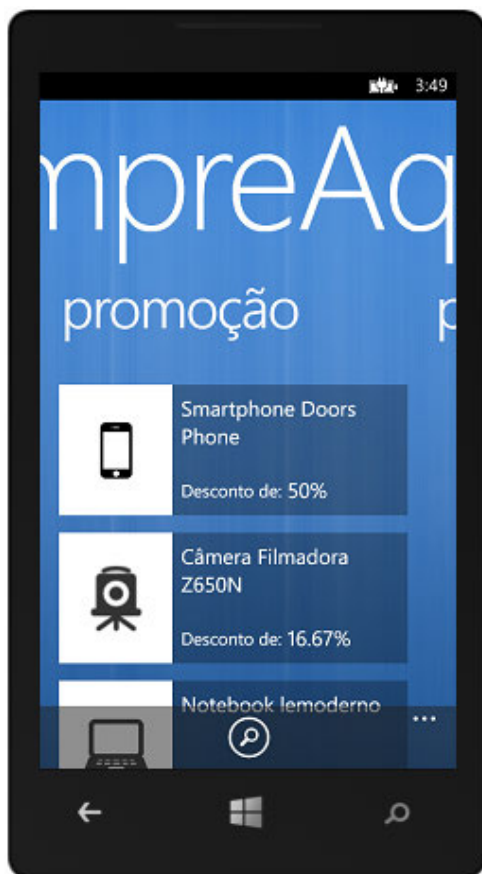 3:49
mpreAq
promoção
p
Smartphone Doors
Phone
Desconto de: 50%
Câmera Filmadora
Z650N
Desconto de: 16.67%
Notebook lemoderno